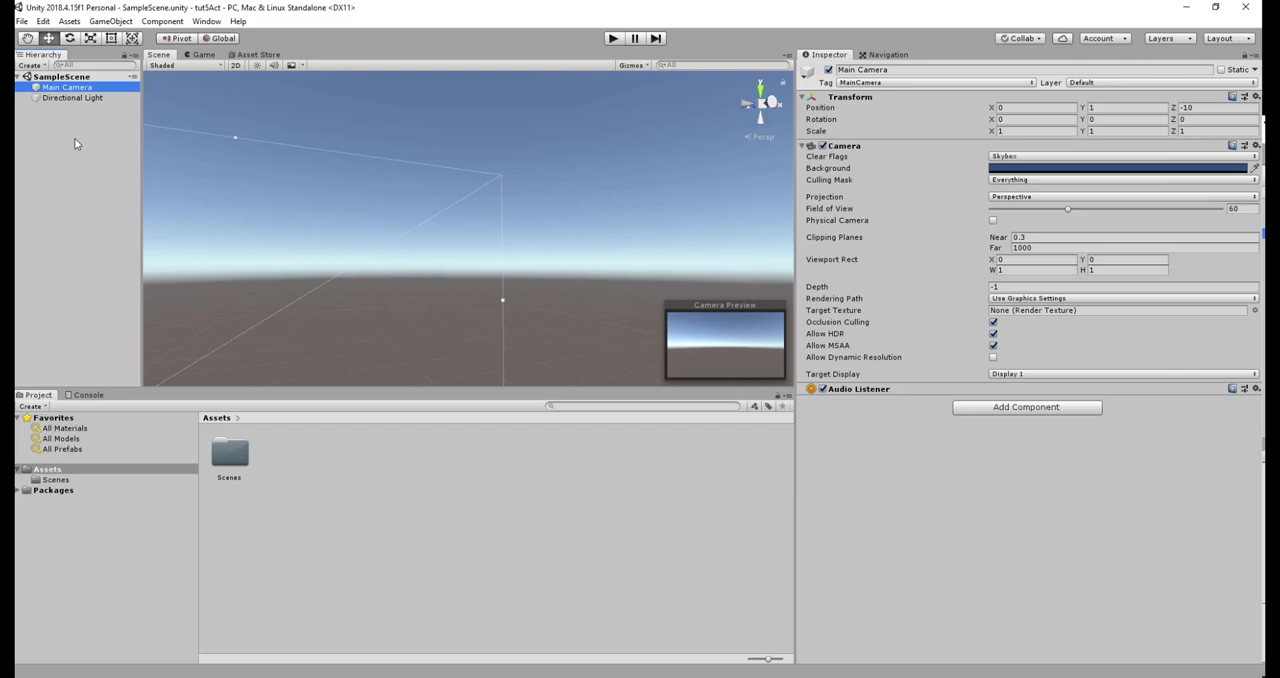 Unity 2018.4.15f1 Personal - SampleScene.unity - tut5Act - PC, Mac & Linux Standalone <DX11>
File Edit Assets GameObject Component Window Help
Pivot Global Collab Account Layers Layout
Hierarchy
Create All
SampleScene
Main Camera
Directional Light
Scene Game Asset Store
Shaded 2D Gizmos All
y
Persp
Camera Preview
Inspector Navigation
Main Camera Static
Tag MainCamera Layer Default
Transform
Position X 0 Y 1 Z -10
Rotation X 0 Y 0 Z 0
Scale X 1 Y 1 Z 1
Camera
Clear Flags Skybox
Background
Culling Mask Everything
Projection Perspective
Field of View 60
Physical Camera
Clipping Planes Near 0.3
Far 1000
Viewport Rect X 0 Y 0
W 1 H 1
Depth -1
Rendering Path Use Graphics Settings
Target Texture None (Render Texture)
Occlusion Culling
Allow HDR
Allow MSAA
Allow Dynamic Resolution
Target Display Display 1
Audio Listener
Add Component
Project Console
Create
Favorites
All Materials
All Models
All Prefabs
Assets
Scenes
Packages
Assets
Scenes